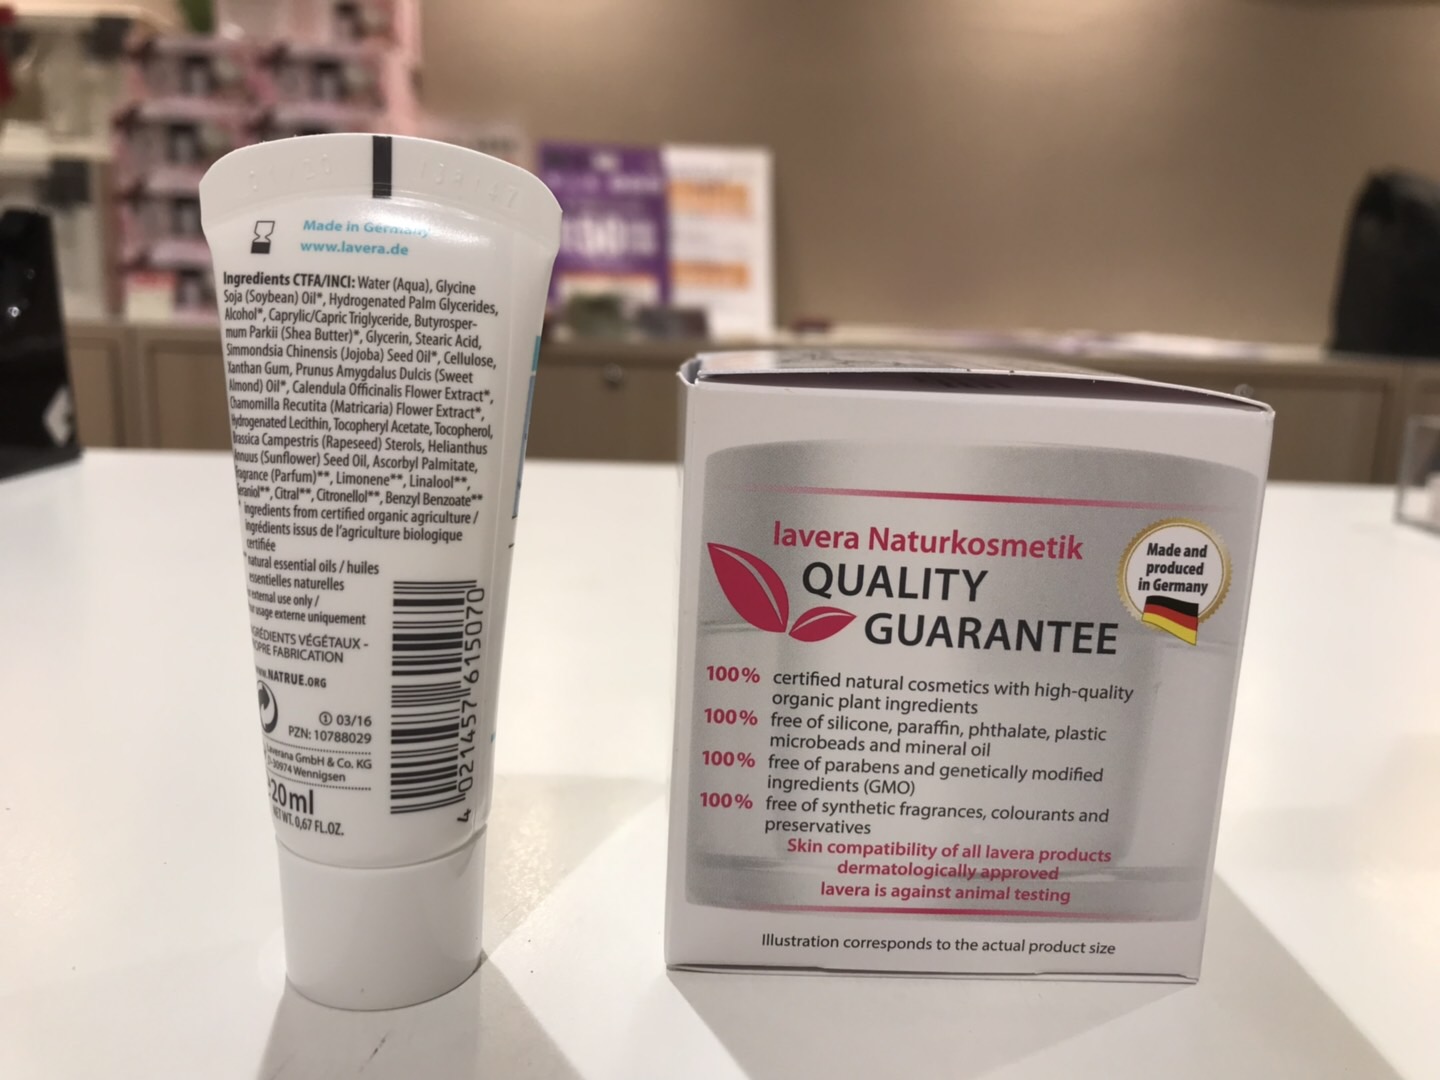 Made in Germany
www.lavera.de
Ingredients CTFA/INCI: Water (Aqua), Glycine
Soja (Soybean) Oil*, Hydrogenated Palm Glycerides,
Alcohol*, Caprylic/Capric Triglyceride, Butyrosper-
mum Parkii (Shea Butter)*, Glycerin, Stearic Acid,
Simmondsia Chinensis (Jojoba) Seed Oil*, Cellulose,
Xanthan Gum, Prunus Amygdalus Dulcis (Sweet
Almond) Oil*, Calendula Officinalis Flower Extract*,
Chamomilla Recutita (Matricaria) Flower Extract*,
Hydrogenated Lecithin, Tocopheryl Acetate, Tocopherol,
Brassica Campestris (Rapeseed) Sterols, Helianthus
Annuus (Sunflower) Seed Oil, Ascorbyl Palmitate,
Fragrance (Parfum)**, Limonene**, Linalool**,
Geraniol**, Citral**, Citronellol**, Benzyl Benzoate**
ingredients from certified organic agriculture /
ingrédients issus de l'agriculture biologique
certifiée
natural essential oils / huiles
essentielles naturelles
external use only /
usage externe uniquement
VÉGÉTAUX -
FABRICATION
www.NATRUE.ORG
03/16
PZN: 10788029
Laverana GmbH & Co. KG
D-30974 Wennigsen
20ml
NET WT. 0,67 FL.OZ.
4 021457 615070
lavera Naturkosmetik
QUALITY
GUARANTEE
Made and
produced
in Germany
100% certified natural cosmetics with high-quality
organic plant ingredients
100% free of silicone, paraffin, phthalate, plastic
microbeads and mineral oil
100% free of parabens and genetically modified
ingredients (GMO)
100% free of synthetic fragrances, colourants and
preservatives
Skin compatibility of all lavera products
dermatologically approved
lavera is against animal testing
Illustration corresponds to the actual product size